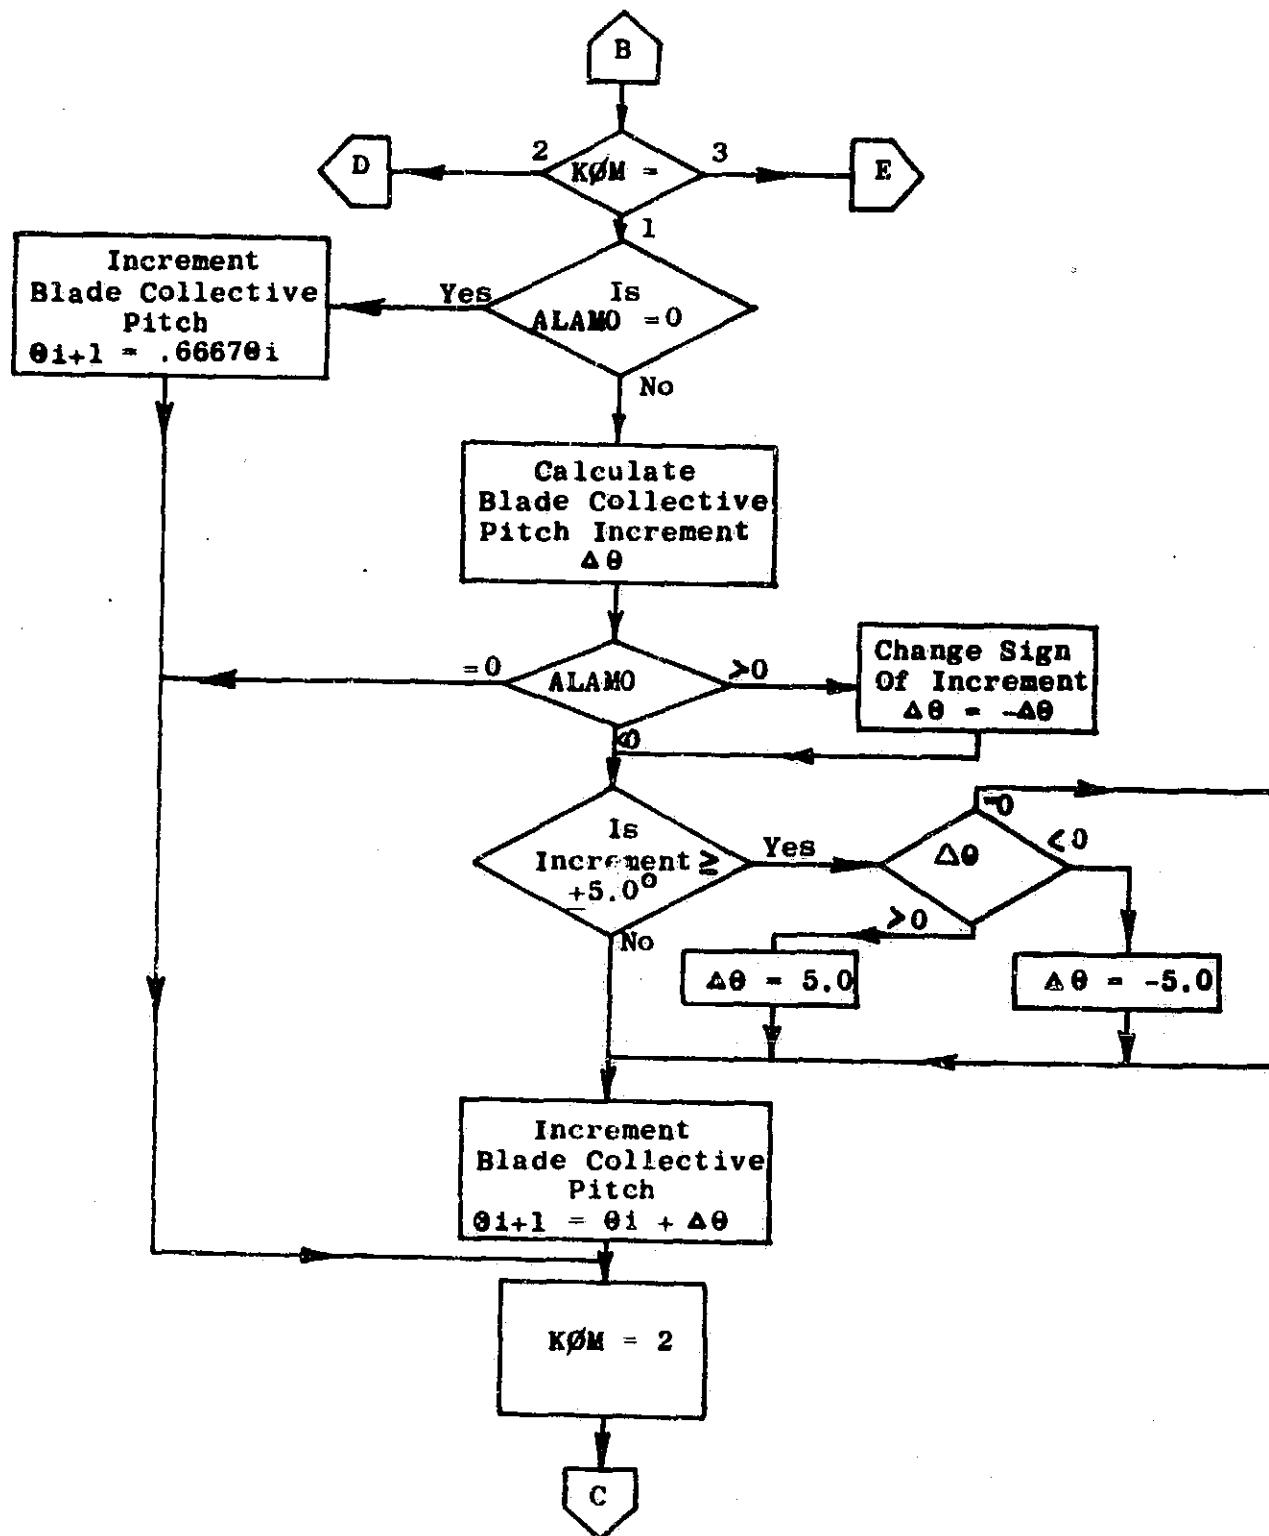 B
D
2
KØM =
3
E
1
Increment
Blade Collective
Pitch
θi+1 = .6667θi
Yes
Is
ALAMO =0
No
Calculate
Blade Collective
Pitch Increment
Δθ
=0
ALAMO
>0
Change Sign
Of Increment
Δθ = -Δθ
<0
Is
Increment ≥
±5.0°
Yes
Δθ
=0
<0
>0
No
Δθ = 5.0
Δθ = -5.0
Increment
Blade Collective
Pitch
θi+1 = θi + Δθ
KØM = 2
C